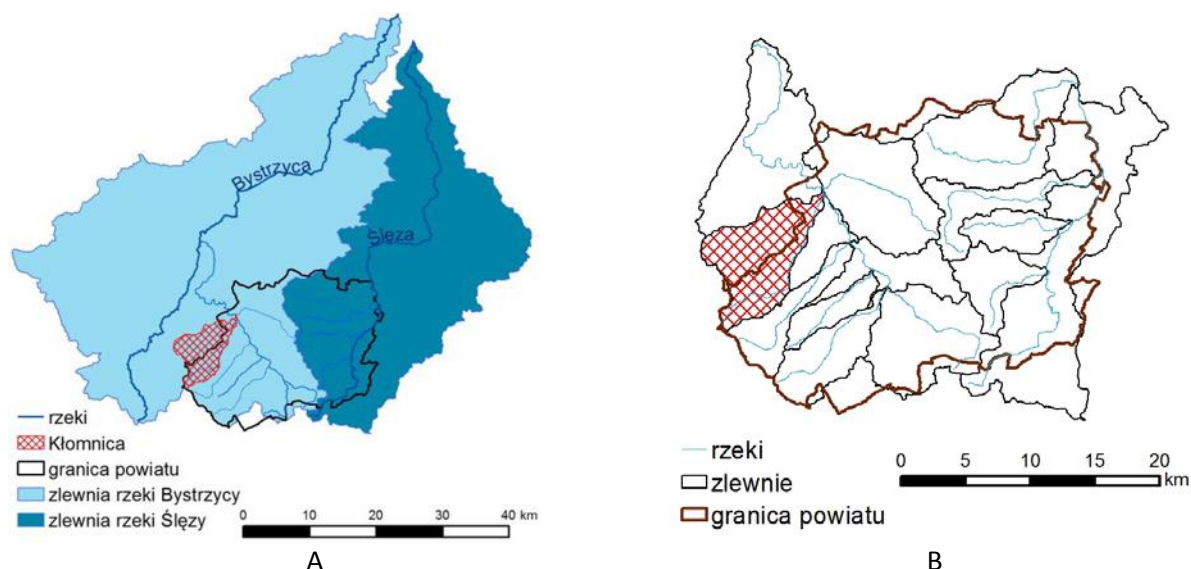 Bystrzyca
Ślęza
rzeki
Kłomnica
granica powiatu
zlewnia rzeki Bystrzycy
zlewnia rzeki Ślęzy
0 10 20 30 40 km
A
rzeki
zlewnie
granica powiatu
0 5 10 15 20
km
B